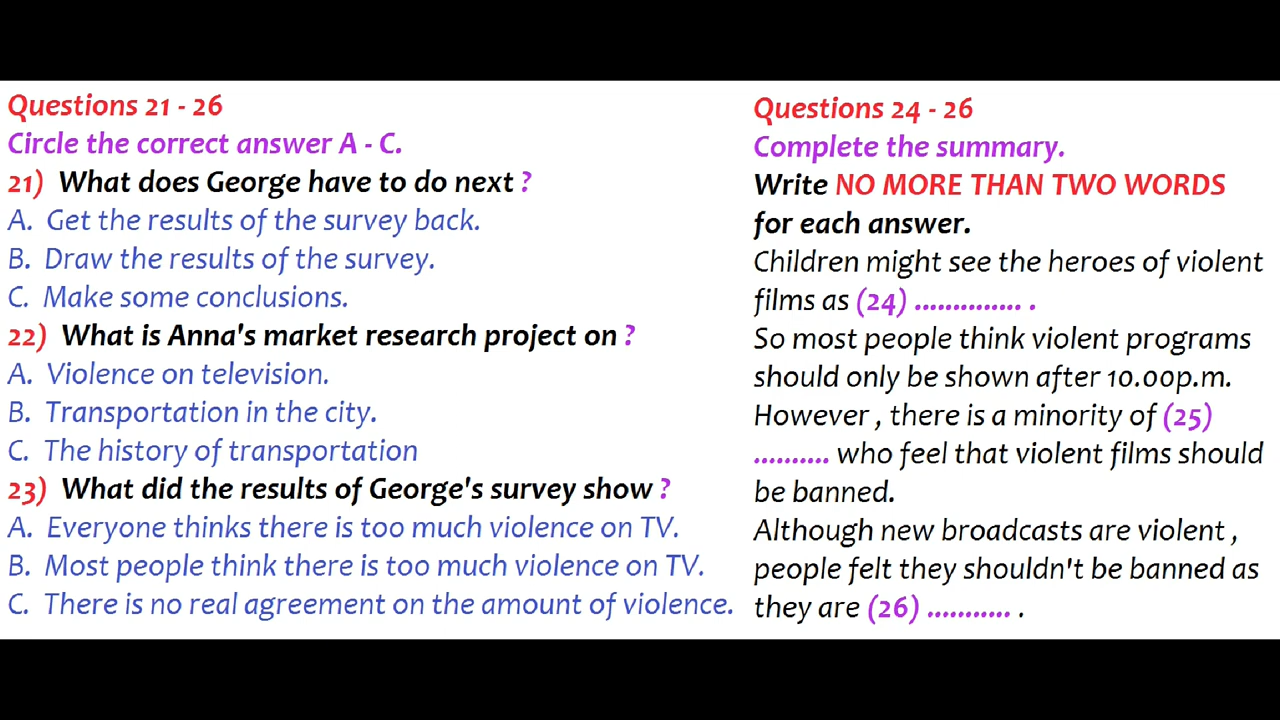 Questions 21 - 26
Circle the correct answer A - C.
21) What does George have to do next ?
A. Get the results of the survey back.
B. Draw the results of the survey.
C. Make some conclusions.
22) What is Anna's market research project on ?
A. Violence on television.
B. Transportation in the city.
C. The history of transportation
23) What did the results of George's survey show ?
A. Everyone thinks there is too much violence on TV.
B. Most people think there is too much violence on TV.
C. There is no real agreement on the amount of violence.
Questions 24 - 26
Complete the summary.
Write NO MORE THAN TWO WORDS
for each answer.
Children might see the heroes of violent
films as (24) .............. .
So most people think violent programs
should only be shown after 10.00p.m.
However , there is a minority of (25)
.......... who feel that violent films should
be banned.
Although new broadcasts are violent ,
people felt they shouldn't be banned as
they are (26) ........... .